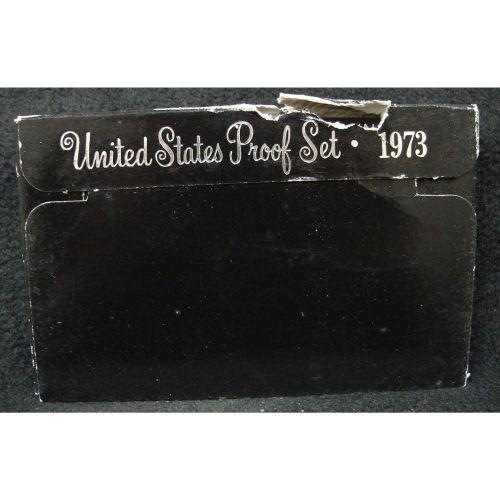 United States Proof Set · 1973